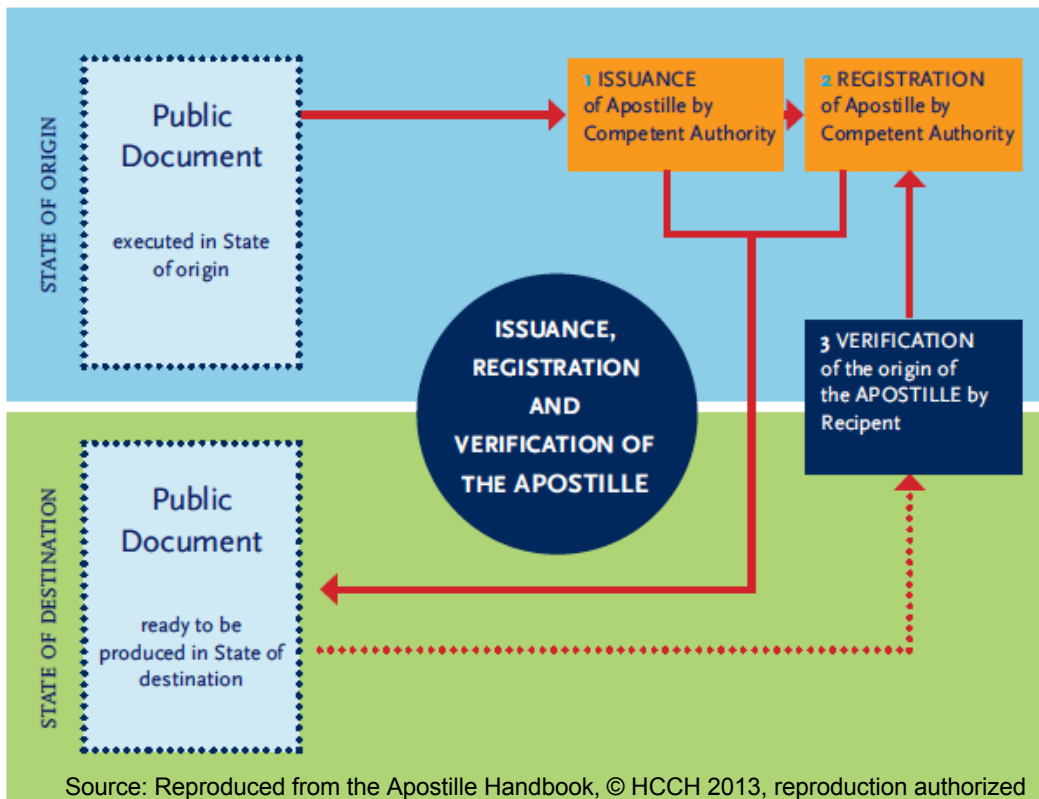 STATE OF ORIGIN
Public
Document
executed in State
of origin
1 ISSUANCE
of Apostille by
Competent Authority
2 REGISTRATION
of Apostille by
Competent Authority
ISSUANCE,
REGISTRATION
AND
VERIFICATION OF
THE APOSTILLE
3 VERIFICATION
of the origin of
the APOSTILLE by
Recipent
STATE OF DESTINATION
Public
Document
ready to be
produced in State of
destination
Source: Reproduced from the Apostille Handbook, © HCCH 2013, reproduction authorized